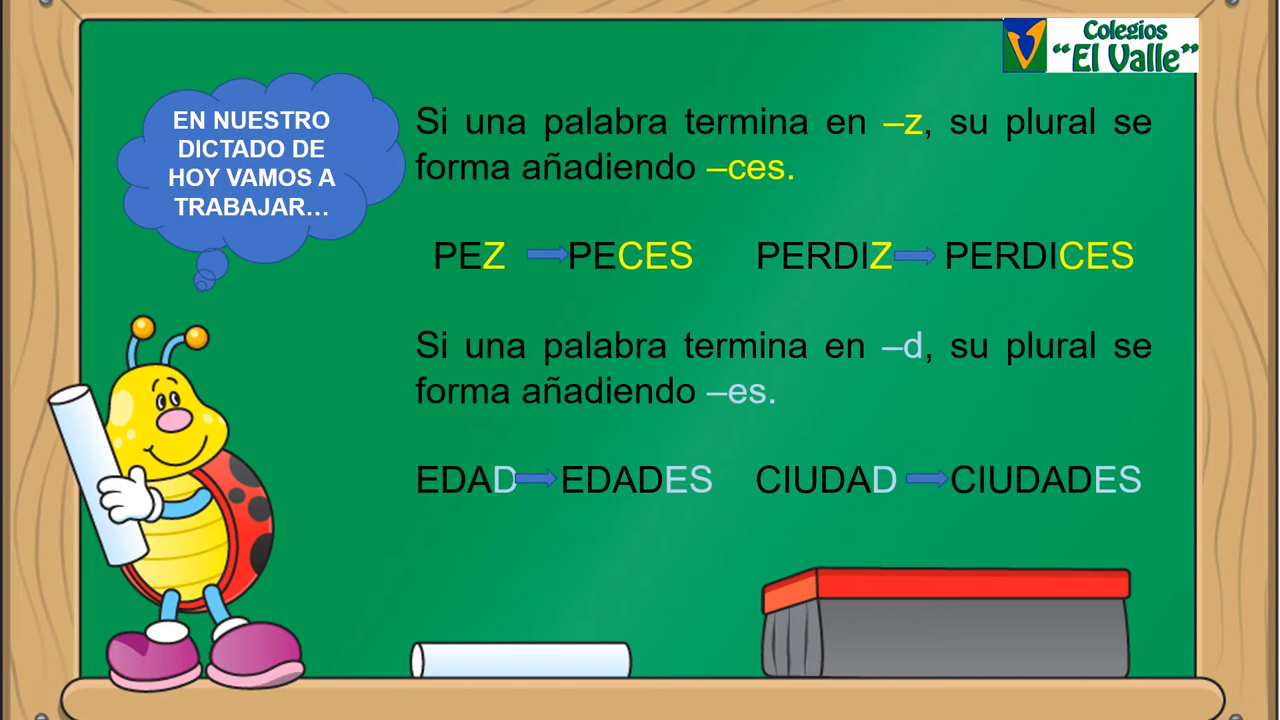 Colegios
“El Valle”
EN NUESTRO
DICTADO DE
HOY VAMOS A
TRABAJAR…
Si una palabra termina en –z, su plural se
forma añadiendo –ces.
PEZ PECES PERDIZ PERDICES
Si una palabra termina en –d, su plural se
forma añadiendo –es.
EDAD EDADES CIUDAD CIUDADES